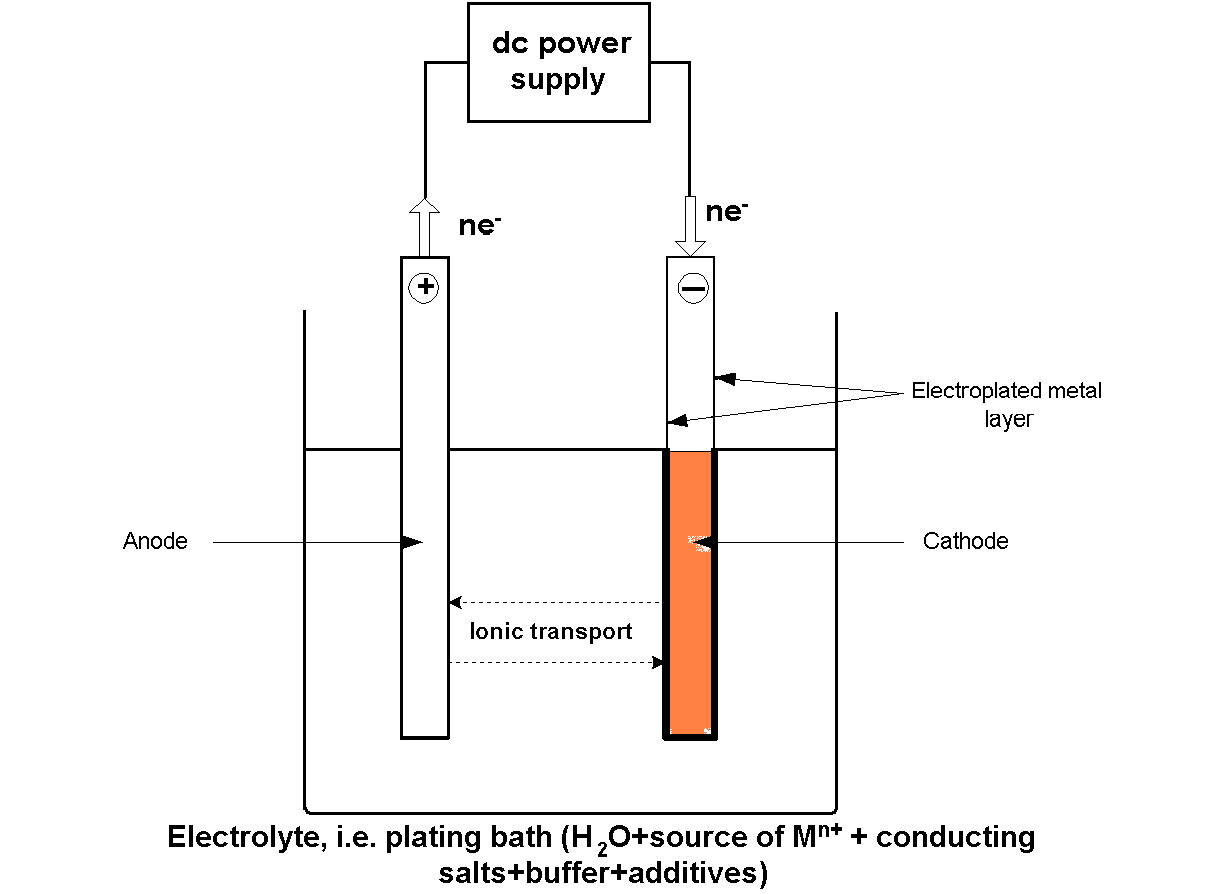 dc power
supply
ne⁻
ne⁻
+
−
Electroplated metal
layer
Anode
Cathode
Ionic transport
Electrolyte, i.e. plating bath (H₂O+source of Mⁿ⁺ + conducting
salts+buffer+additives)